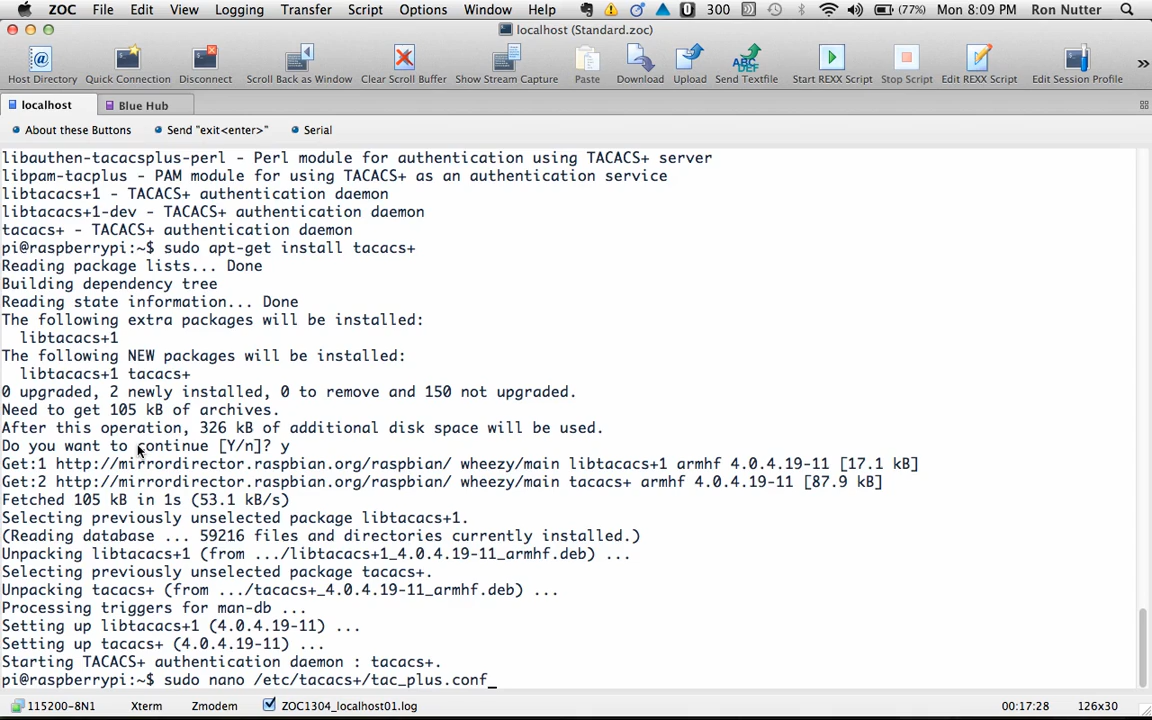 ZOC File Edit View Logging Transfer Script Options Window Help 300 (77%) Mon 8:09 PM Ron Nutter
localhost (Standard.zoc)
Host Directory Quick Connection Disconnect Scroll Back as Window Clear Scroll Buffer Show Stream Capture Paste Download Upload Send Textfile Start REXX Script Stop Script Edit REXX Script Edit Session Profile
localhost Blue Hub
About these Buttons Send "exit<enter>" Serial
libauthen-tacacsplus-perl - Perl module for authentication using TACACS+ server
libpam-tacplus - PAM module for using TACACS+ as an authentication service
libtacacs+1 - TACACS+ authentication daemon
libtacacs+1-dev - TACACS+ authentication daemon
tacacs+ - TACACS+ authentication daemon
pi@raspberrypi:~$ sudo apt-get install tacacs+
Reading package lists... Done
Building dependency tree
Reading state information... Done
The following extra packages will be installed:
  libtacacs+1
The following NEW packages will be installed:
  libtacacs+1 tacacs+
0 upgraded, 2 newly installed, 0 to remove and 150 not upgraded.
Need to get 105 kB of archives.
After this operation, 326 kB of additional disk space will be used.
Do you want to continue [Y/n]? y
Get:1 http://mirrordirector.raspbian.org/raspbian/ wheezy/main libtacacs+1 armhf 4.0.4.19-11 [17.1 kB]
Get:2 http://mirrordirector.raspbian.org/raspbian/ wheezy/main tacacs+ armhf 4.0.4.19-11 [87.9 kB]
Fetched 105 kB in 1s (53.1 kB/s)
Selecting previously unselected package libtacacs+1.
(Reading database ... 59216 files and directories currently installed.)
Unpacking libtacacs+1 (from .../libtacacs+1_4.0.4.19-11_armhf.deb) ...
Selecting previously unselected package tacacs+.
Unpacking tacacs+ (from .../tacacs+_4.0.4.19-11_armhf.deb) ...
Processing triggers for man-db ...
Setting up libtacacs+1 (4.0.4.19-11) ...
Setting up tacacs+ (4.0.4.19-11) ...
Starting TACACS+ authentication daemon : tacacs+.
pi@raspberrypi:~$ sudo nano /etc/tacacs+/tac_plus.conf_
115200-8N1 Xterm Zmodem ZOC1304_localhost01.log 00:17:28 126x30